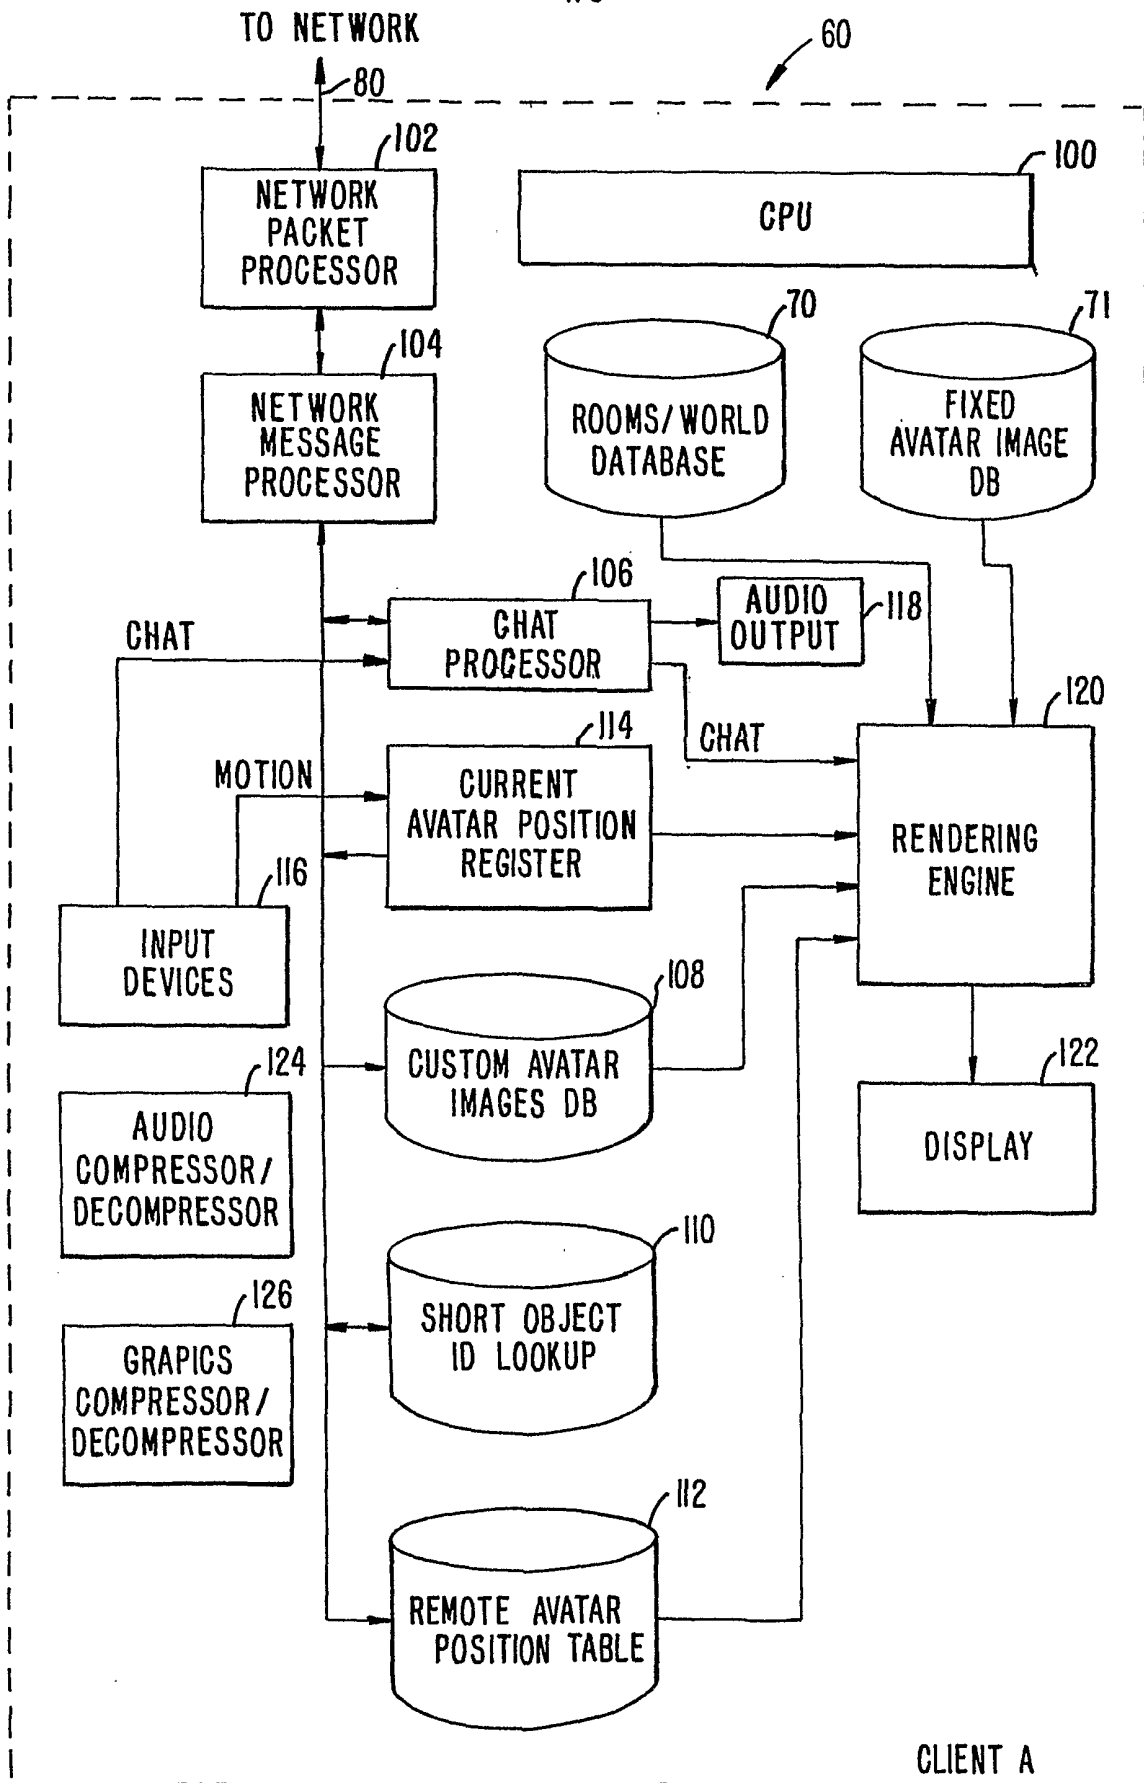 TO NETWORK
80
60
102
NETWORK
PACKET
PROCESSOR
100
CPU
104
NETWORK
MESSAGE
PROCESSOR
70
ROOMS/WORLD
DATABASE
71
FIXED
AVATAR IMAGE
DB
106
CHAT
PROCESSOR
AUDIO
OUTPUT
118
CHAT
CHAT
114
CURRENT
AVATAR POSITION
REGISTER
MOTION
120
RENDERING
ENGINE
116
INPUT
DEVICES
108
CUSTOM AVATAR
IMAGES DB
122
DISPLAY
124
AUDIO
COMPRESSOR/
DECOMPRESSOR
110
SHORT OBJECT
ID LOOKUP
126
GRAPICS
COMPRESSOR/
DECOMPRESSOR
112
REMOTE AVATAR
POSITION TABLE
CLIENT A